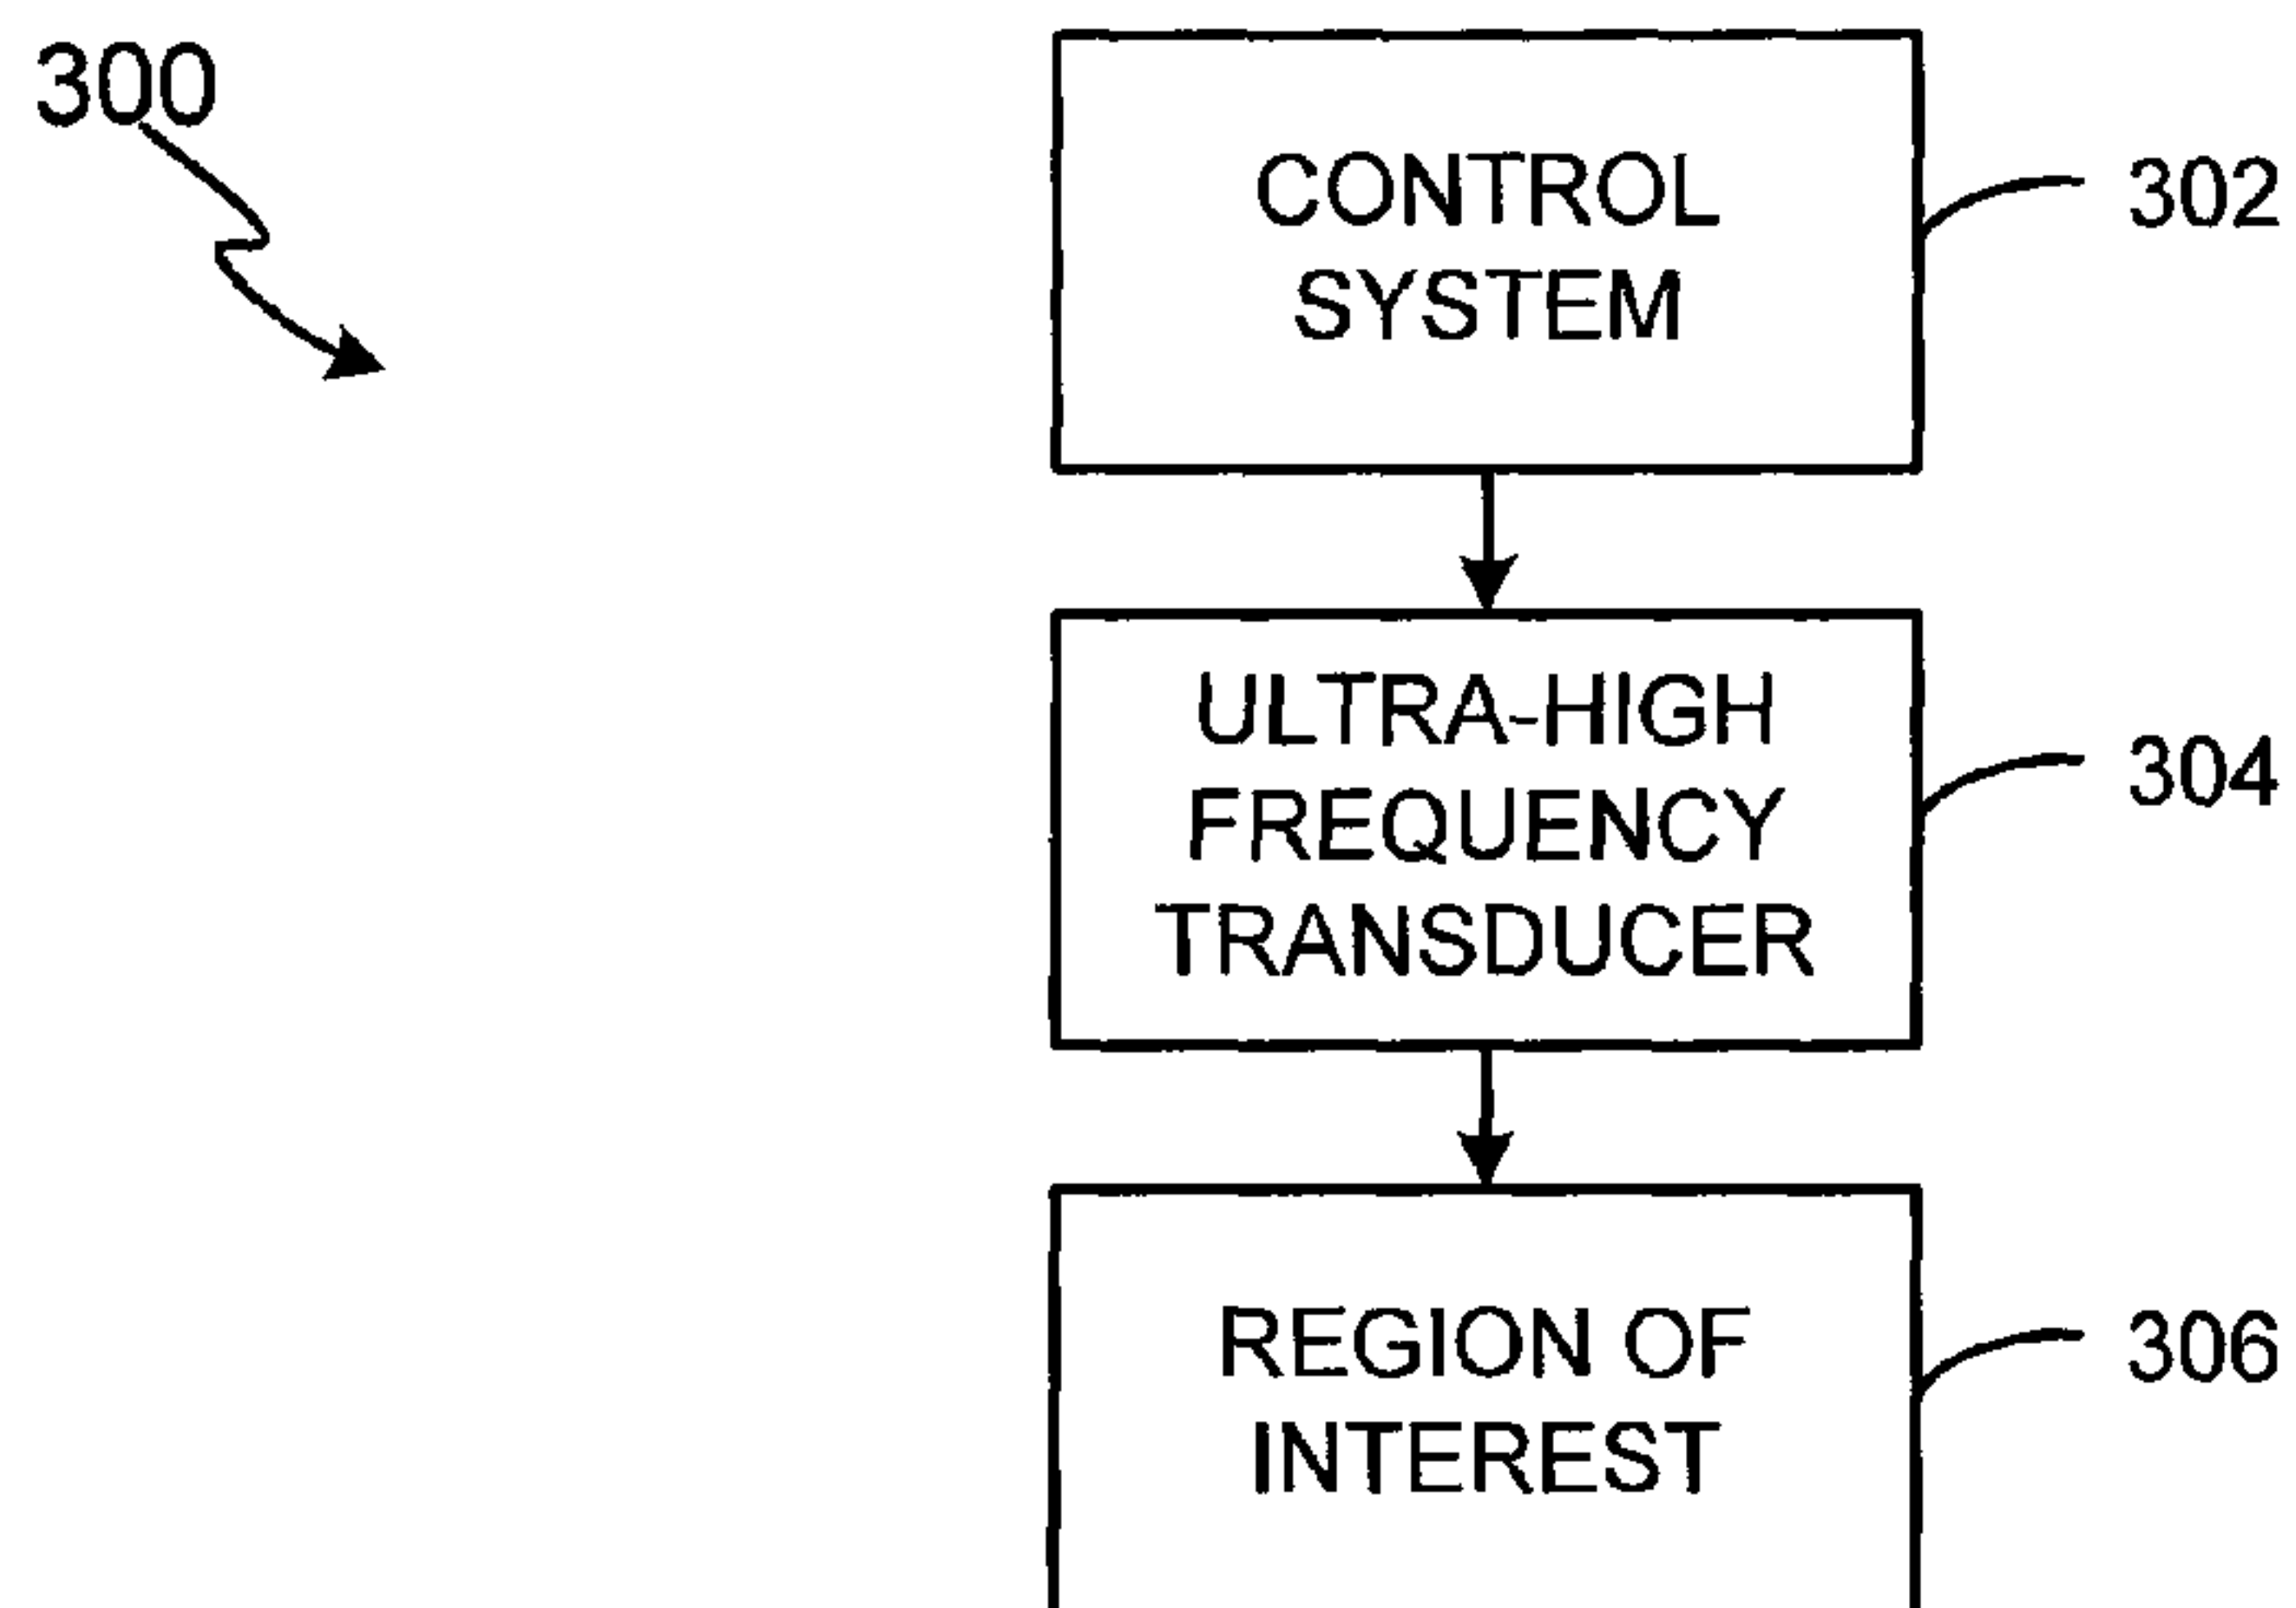 300
CONTROL
SYSTEM
302
ULTRA-HIGH
FREQUENCY
TRANSDUCER
304
REGION OF
INTEREST
306